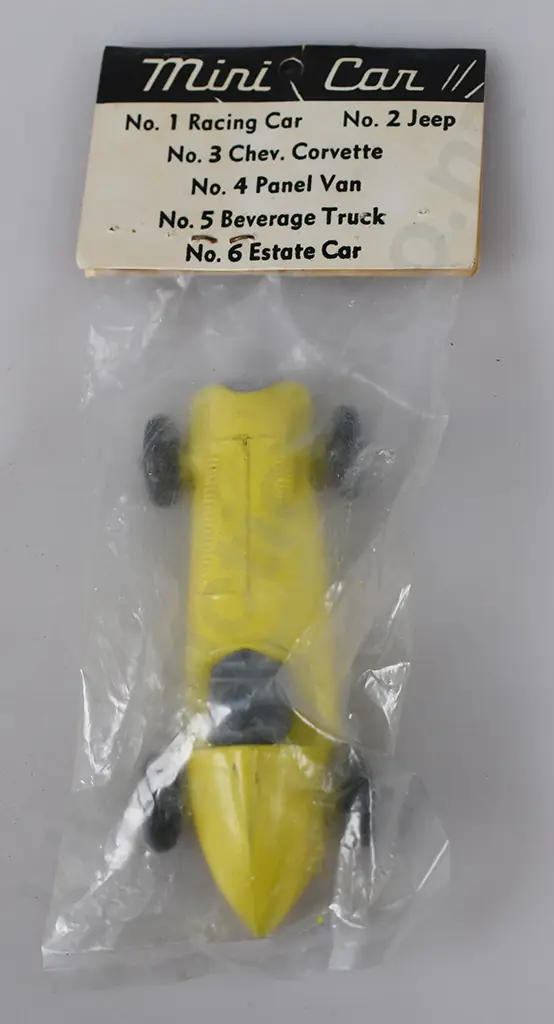 Mini Car
No. 1 Racing Car No. 2 Jeep
No. 3 Chev. Corvette
No. 4 Panel Van
No. 5 Beverage Truck
No. 6 Estate Car